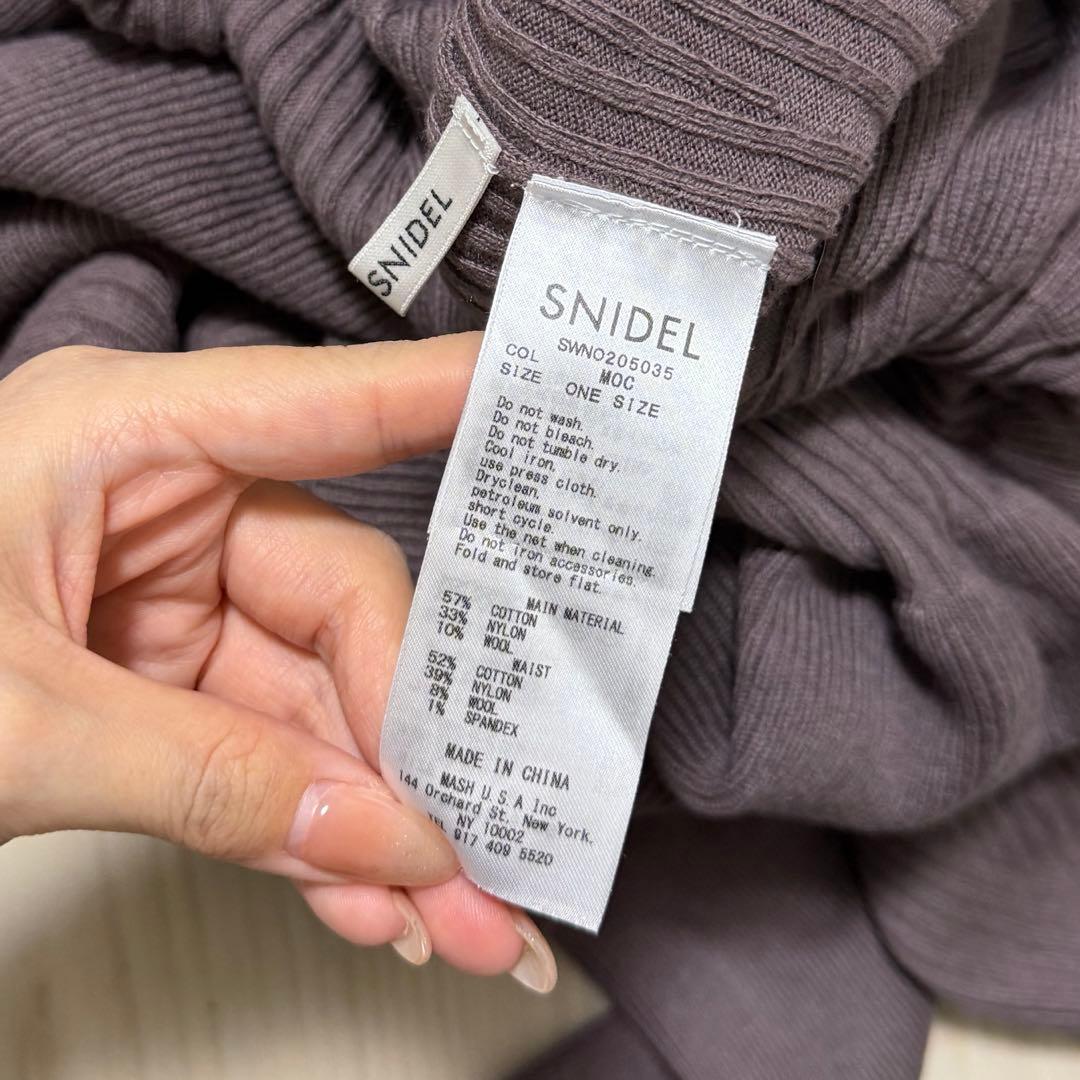 SNIDEL
SNIDEL
SWNO205035
COL MOC
SIZE ONE SIZE
Do not wash.
Do not bleach.
Do not tumble dry.
Cool iron.
use press cloth.
Dryclean.
petroleum solvent only.
short cycle.
Use the net when cleaning.
Do not iron accessories.
Fold and store flat.
MAIN MATERIAL
57% COTTON
33% NYLON
10% WOOL
WAIST
52% COTTON
39% NYLON
8% WOOL
1% SPANDEX
MADE IN CHINA
MASH U.S.A Inc
144 Orchard St. New York.
NY 10002
917 409 5520